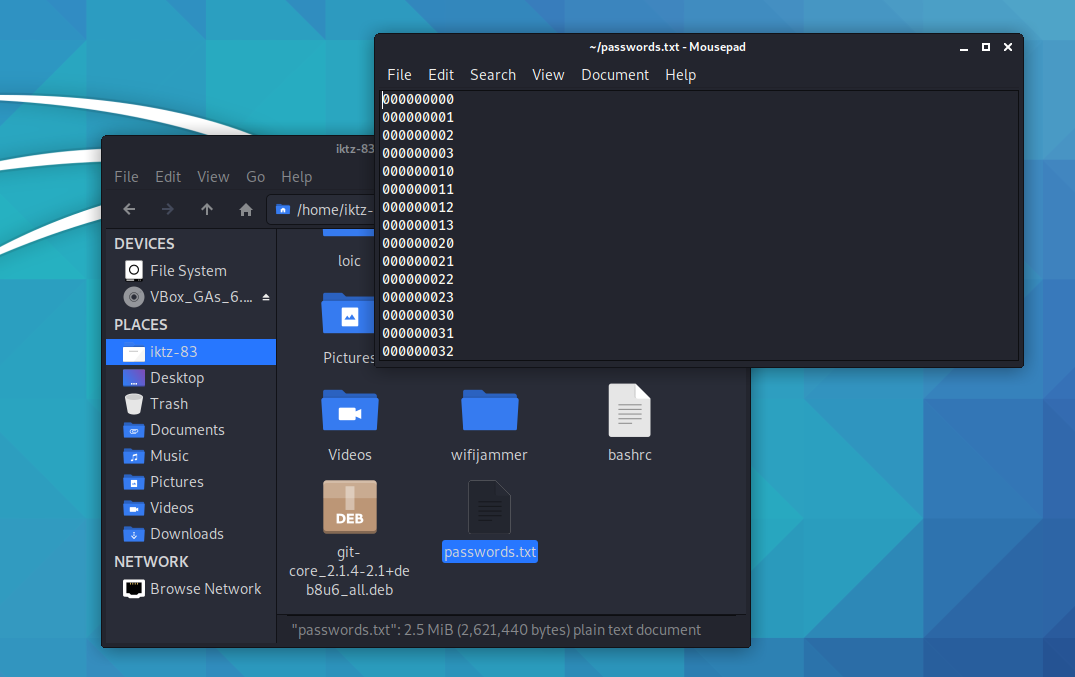 ~/passwords.txt - Mousepad
File Edit Search View Document Help
000000000
000000001
000000002
000000003
000000010
000000011
000000012
000000013
000000020
000000021
000000022
000000023
000000030
000000031
000000032
iktz-83
File Edit View Go Help
/home/iktz-
DEVICES
File System
VBox_GAs_6....
PLACES
iktz-83
Desktop
Trash
Documents
Music
Pictures
Videos
Downloads
NETWORK
Browse Network
loic
Pictures
Videos
wifijammer
bashrc
DEB
git-
core_2.1.4-2.1+de
b8u6_all.deb
passwords.txt
"passwords.txt": 2.5 MiB (2,621,440 bytes) plain text document